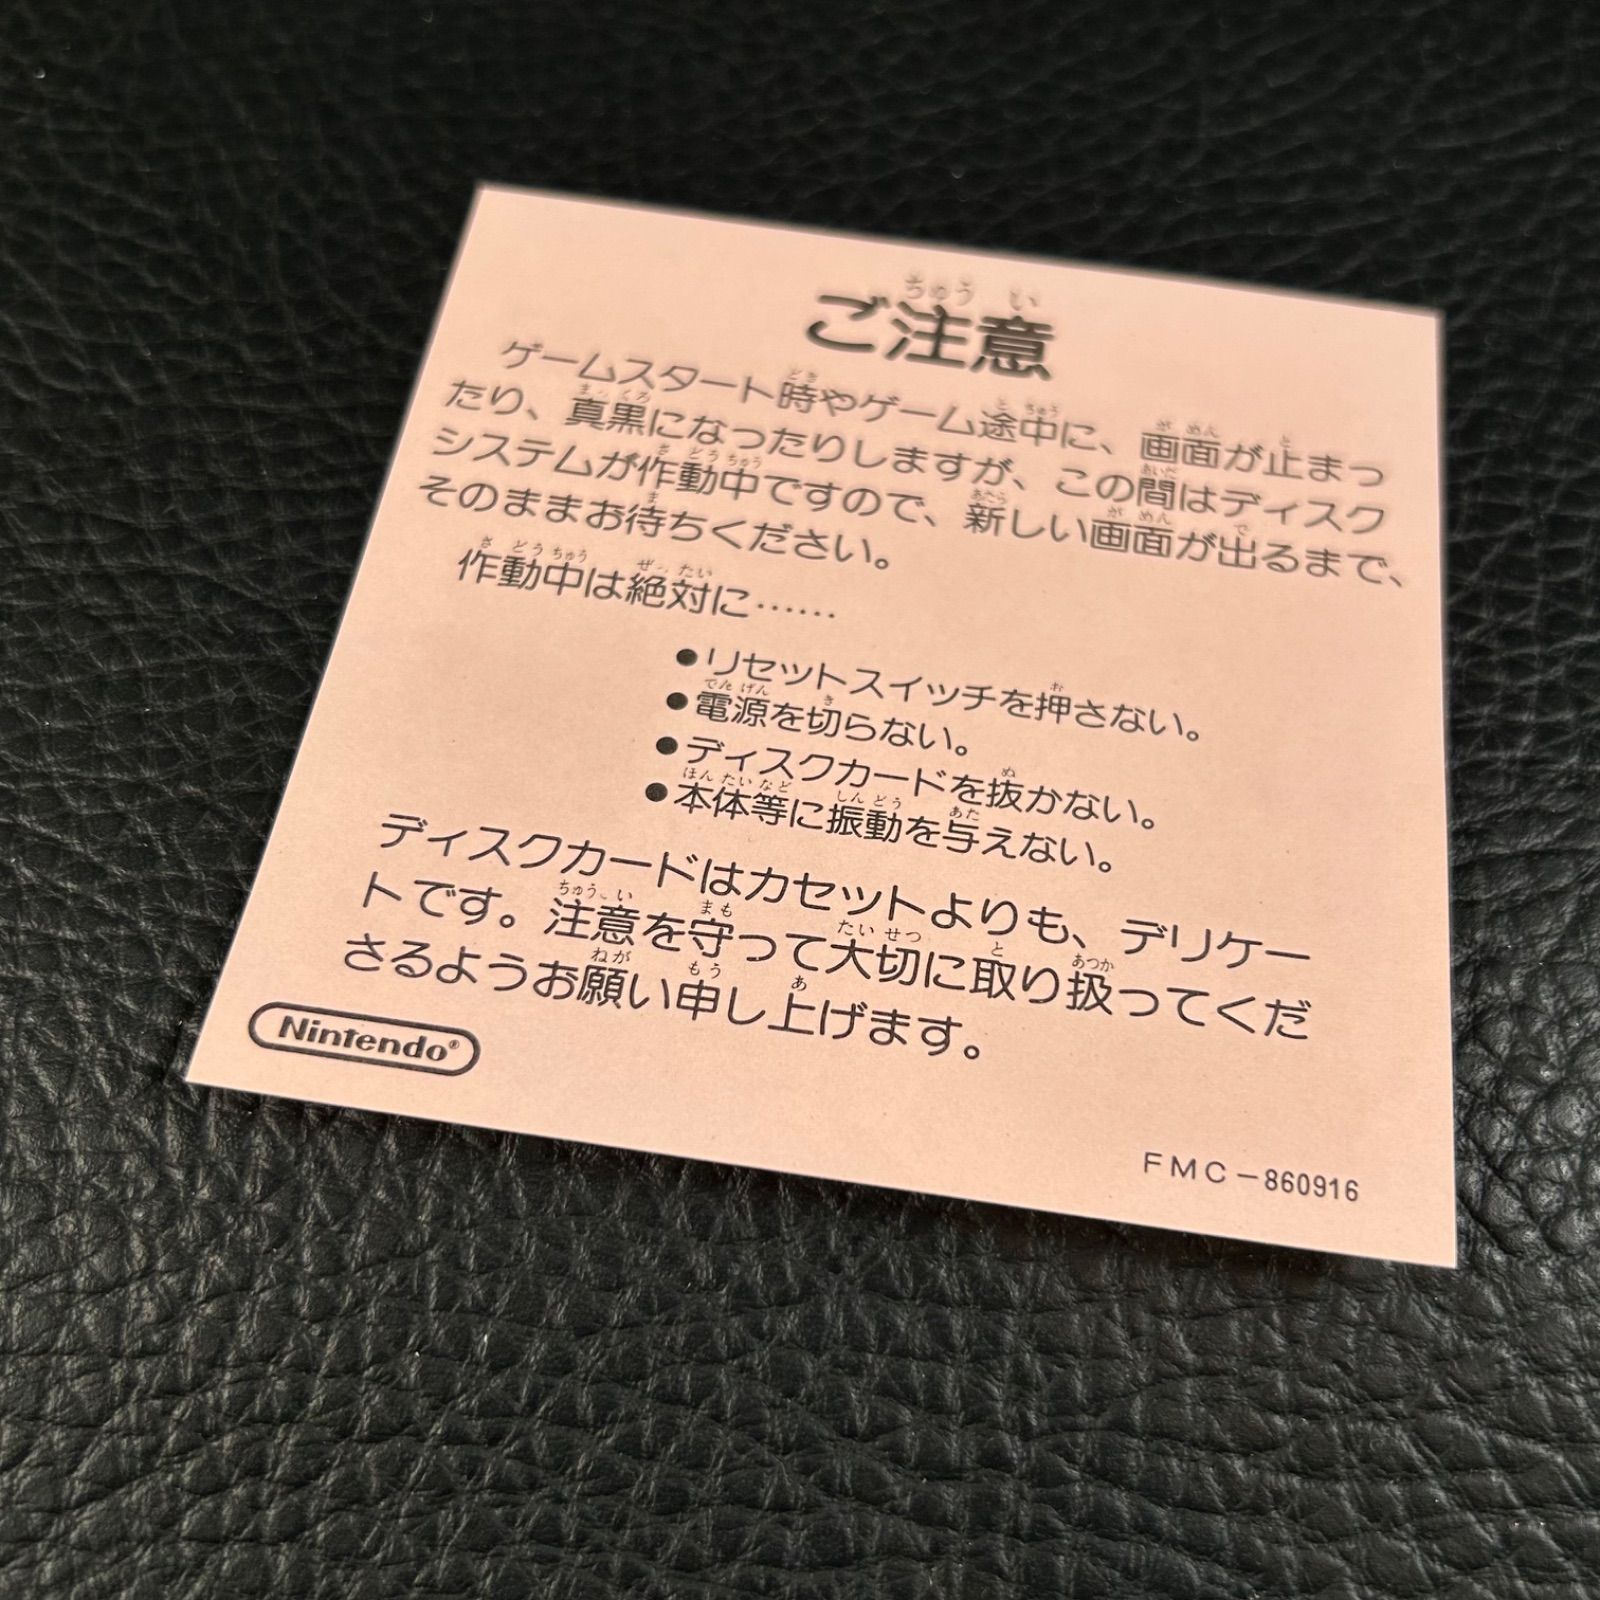 ご注意
ゲームスタート時やゲーム途中に、画面が止まっ
たり、真黒になったりしますが、この間はディスク
システムが作動中ですので、新しい画面が出るまで、
そのままお待ちください。
作動中は絶対に……
●リセットスイッチを押さない。
●電源を切らない。
●ディスクカードを抜かない。
●本体等に振動を与えない。
ディスクカードはカセットよりも、デリケー
トです。注意を守って大切に取り扱ってくだ
さるようお願い申し上げます。
Nintendo®
FMC-860916